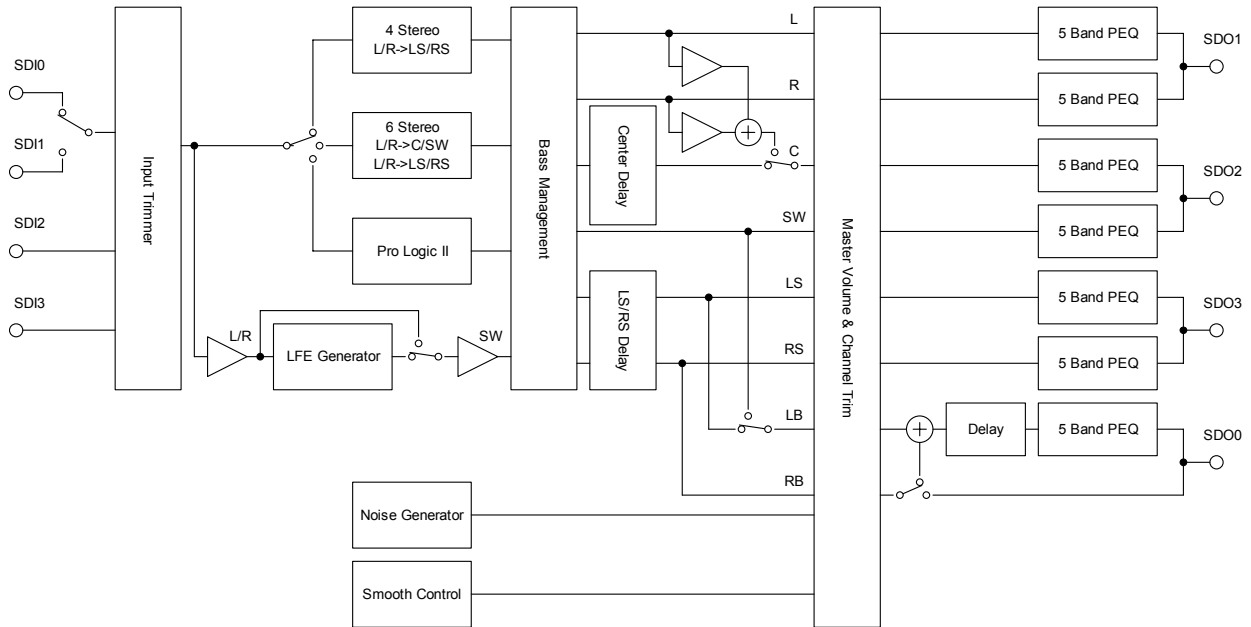 SDI0
SDI1
SDI2
SDI3
Input Trimmer
4 Stereo
L/R->LS/RS
6 Stereo
L/R->C/SW
L/R->LS/RS
Pro Logic II
L/R
LFE Generator
SW
Bass Management
Center Delay
LS/RS Delay
L
R
C
SW
LS
RS
LB
RB
Noise Generator
Smooth Control
Master Volume & Channel Trim
5 Band PEQ
5 Band PEQ
5 Band PEQ
5 Band PEQ
5 Band PEQ
5 Band PEQ
Delay
5 Band PEQ
SDO1
SDO2
SDO3
SDO0